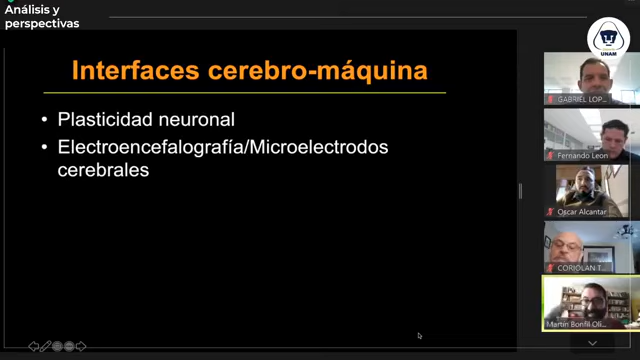 Análisis y
perspectivas
UNAM
Interfaces cerebro-máquina
• Plasticidad neuronal
• Electroencefalografía/Microelectrodos
cerebrales
GABRIEL LOP...
Fernando Leon
Oscar Alcantar
CORIOLAN T...
Martín Bonfil Oli...